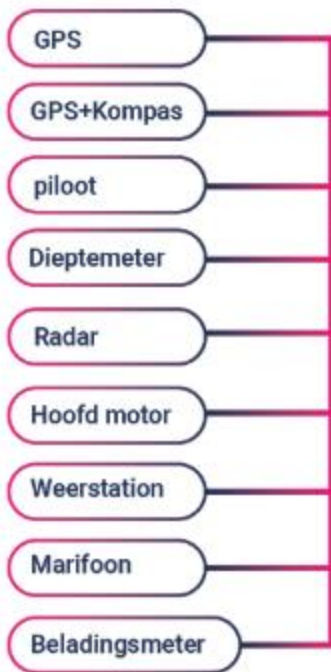 GPS
GPS+Kompas
piloot
Dieptemeter
Radar
Hoofd motor
Weerstation
Marifoon
Beladingsmeter